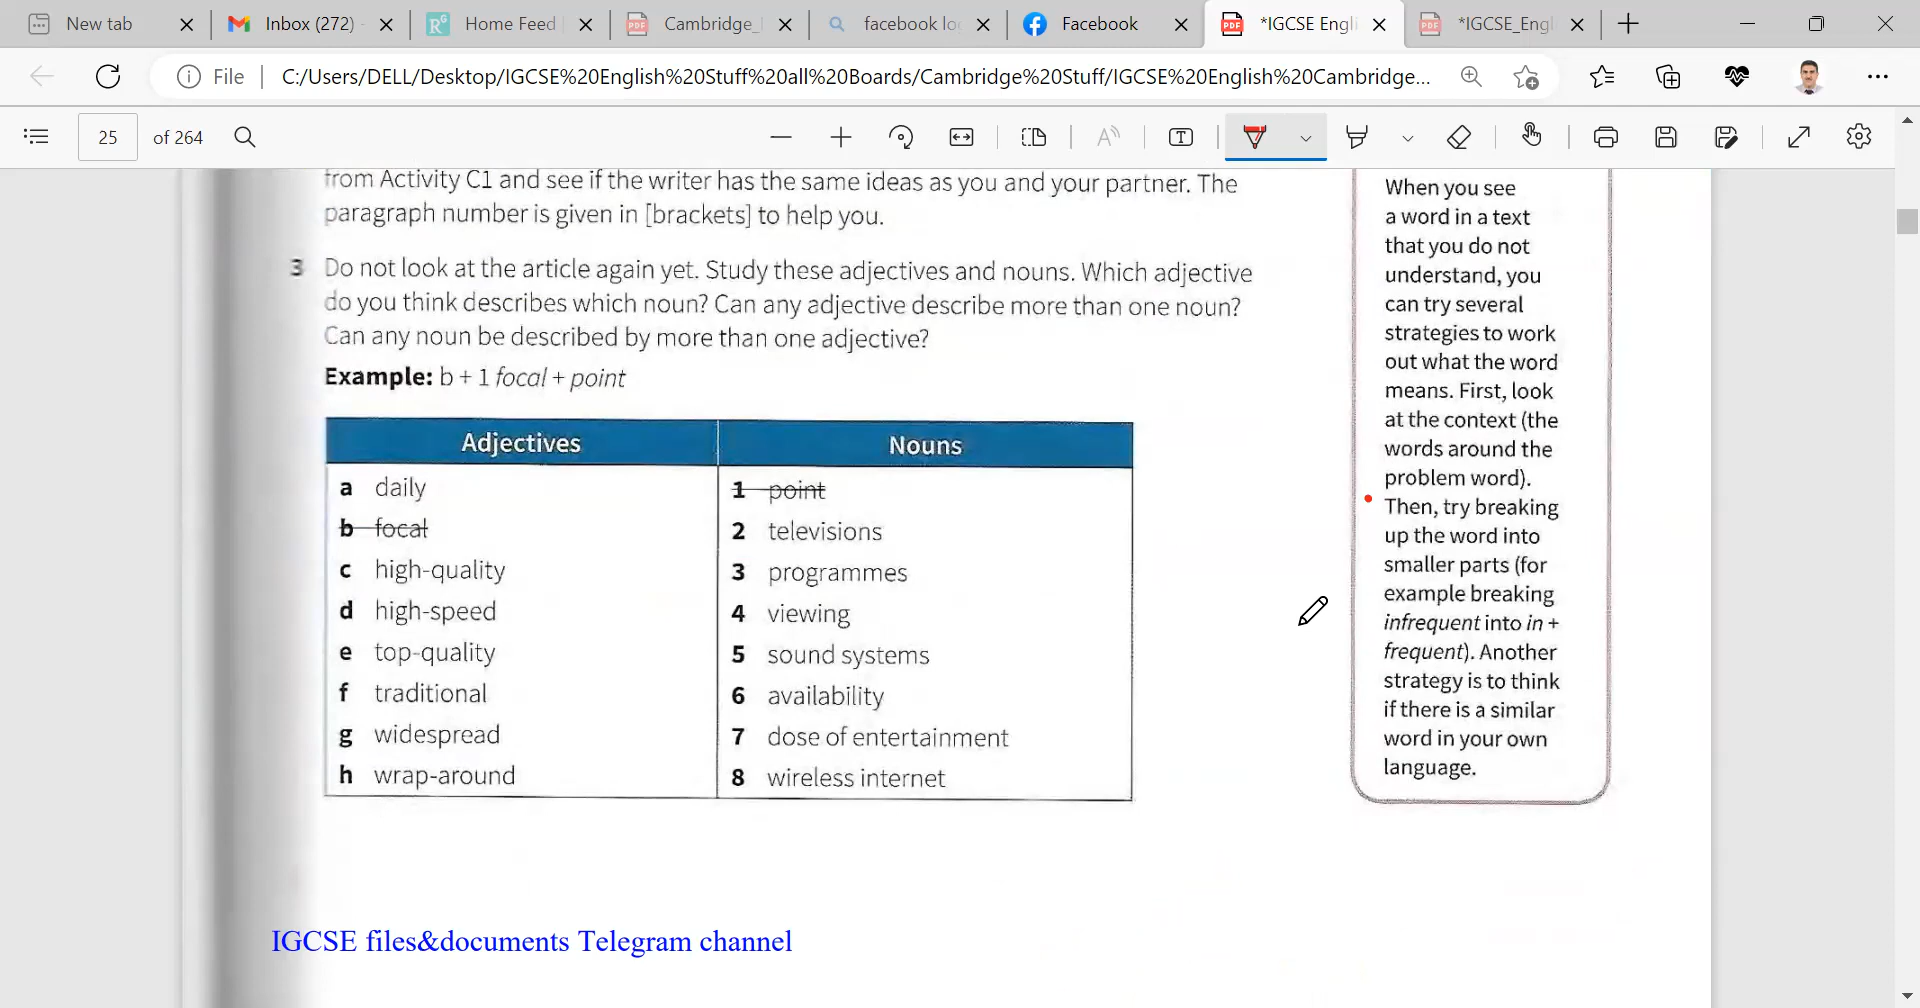 New tab
Inbox (272)
Home Feed
Cambridge_
facebook lo
Facebook
*IGCSE Engli
*IGCSE_Engl
File
C:/Users/DELL/Desktop/IGCSE%20English%20Stuff%20all%20Boards/Cambridge%20Stuff/IGCSE%20English%20Cambridge...
25 of 264
from Activity C1 and see if the writer has the same ideas as you and your partner. The
paragraph number is given in [brackets] to help you.
3 Do not look at the article again yet. Study these adjectives and nouns. Which adjective
do you think describes which noun? Can any adjective describe more than one noun?
Can any noun be described by more than one adjective?
Example: b + 1 focal + point
Adjectives
a daily
b focal
c high-quality
d high-speed
e top-quality
f traditional
g widespread
h wrap-around
Nouns
1 point
2 televisions
3 programmes
4 viewing
5 sound systems
6 availability
7 dose of entertainment
8 wireless internet
When you see
a word in a text
that you do not
understand, you
can try several
strategies to work
out what the word
means. First, look
at the context (the
words around the
problem word).
Then, try breaking
up the word into
smaller parts (for
example breaking
infrequent into in +
frequent). Another
strategy is to think
if there is a similar
word in your own
language.
IGCSE files&documents Telegram channel